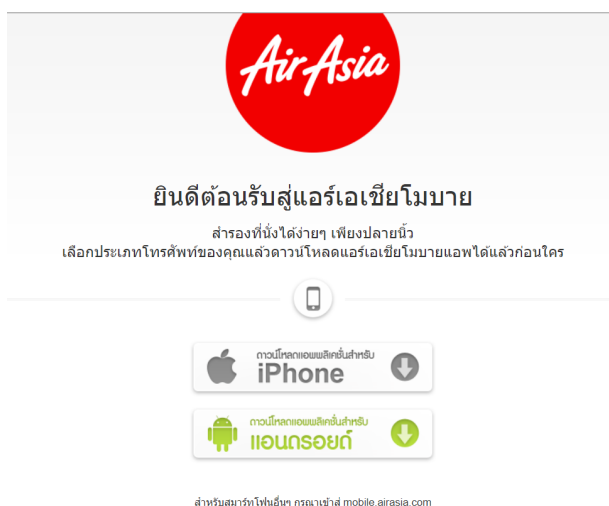 AirAsia
ยินดีต้อนรับสู่แอร์เอเชียโมบาย
สำรองที่นั่งได้ง่ายๆ เพียงปลายนิ้ว
เลือกประเภทโทรศัพท์ของคุณแล้วดาวน์โหลดแอร์เอเชียโมบายแอพได้แล้วก่อนใคร
ดาวน์โหลดแอพพลิเคชั่นสำหรับ
iPhone
ดาวน์โหลดแอพพลิเคชั่นสำหรับ
แอนดรอยด์
สำหรับสมาร์ทโฟนอื่นๆ กรุณาเข้าสู่ mobile.airasia.com